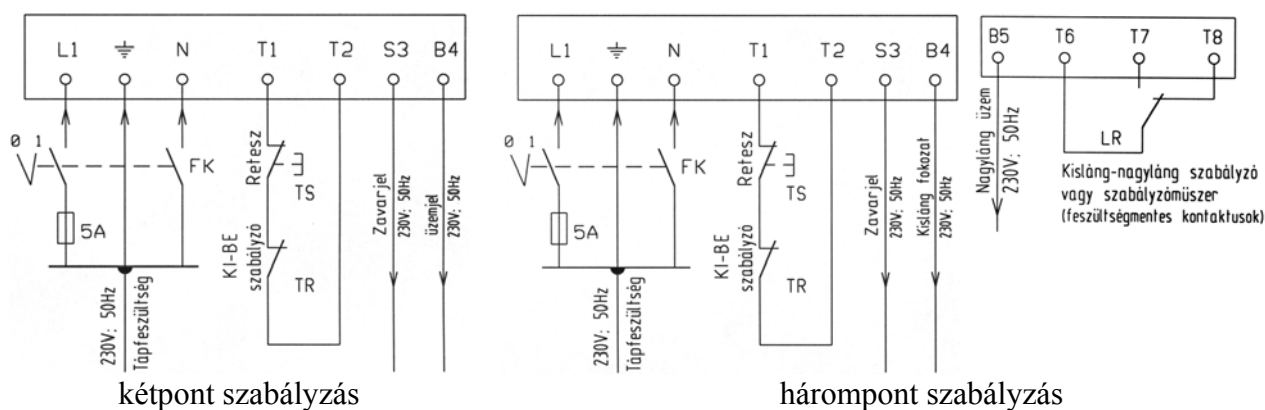 L1 ⏚ N T1 T2 S3 B4
0 1
FK
5A
230V; 50Hz
Tápfeszültség
Retesz
TS
KI-BE
szabályzó
TR
Zavarjel
230V; 50Hz
üzemjel
230V; 50Hz
kétpont szabályzás
L1 ⏚ N T1 T2 S3 B4
0 1
FK
5A
230V; 50Hz
Tápfeszültség
Retesz
TS
KI-BE
szabályzó
TR
Zavarjel
230V; 50Hz
Kisláng fokozat
230V; 50Hz
B5 T6 T7 T8
Nagyláng üzem
230V; 50Hz
LR
Kisláng-nagyláng szabályzó
vagy szabályzómüszer
(feszültségmentes kontaktusok)
hárompont szabályzás